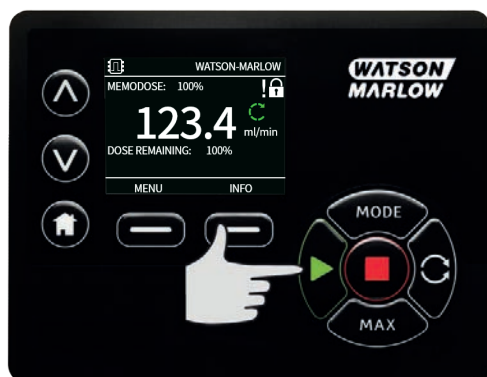 WATSON-MARLOW
MEMODOSE: 100%
!
123.4
ml/min
DOSE REMAINING: 100%
MENU INFO
WATSON
MARLOW
MODE
MAX